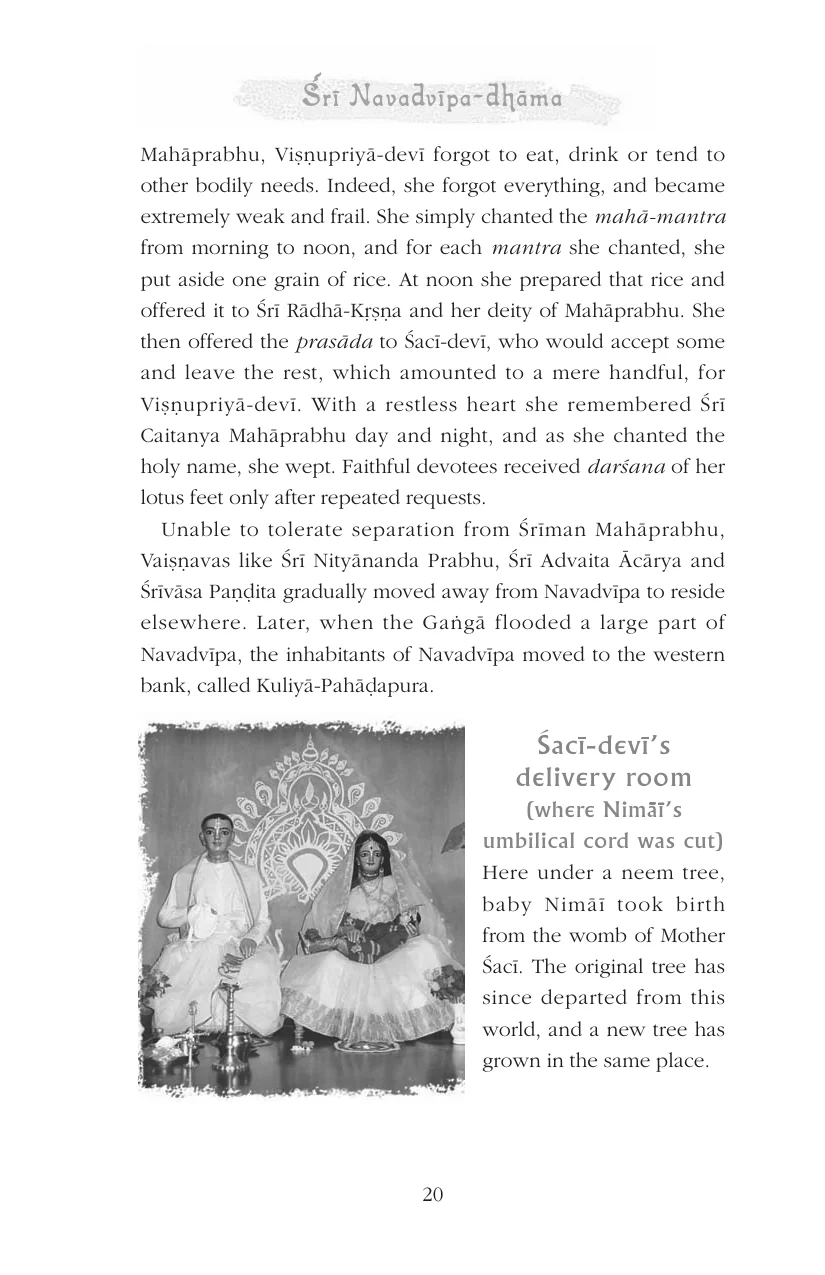 Śrī Navadvīpa-dhāma
Mahāprabhu, Viṣṇupriyā-devī forgot to eat, drink or tend to
other bodily needs. Indeed, she forgot everything, and became
extremely weak and frail. She simply chanted the mahā-mantra
from morning to noon, and for each mantra she chanted, she
put aside one grain of rice. At noon she prepared that rice and
offered it to Śrī Rādhā-Kṛṣṇa and her deity of Mahāprabhu. She
then offered the prasāda to Śacī-devī, who would accept some
and leave the rest, which amounted to a mere handful, for
Viṣṇupriyā-devī. With a restless heart she remembered Śrī
Caitanya Mahāprabhu day and night, and as she chanted the
holy name, she wept. Faithful devotees received darśana of her
lotus feet only after repeated requests.
Unable to tolerate separation from Śrīman Mahāprabhu,
Vaiṣṇavas like Śrī Nityānanda Prabhu, Śrī Advaita Ācārya and
Śrīvāsa Paṇḍita gradually moved away from Navadvīpa to reside
elsewhere. Later, when the Gaṅgā flooded a large part of
Navadvīpa, the inhabitants of Navadvīpa moved to the western
bank, called Kuliyā-Pahāḍapura.
Śacī-devī’s
delivery room
(where Nimāī’s
umbilical cord was cut)
Here under a neem tree,
baby Nimāī took birth
from the womb of Mother
Śacī. The original tree has
since departed from this
world, and a new tree has
grown in the same place.
20